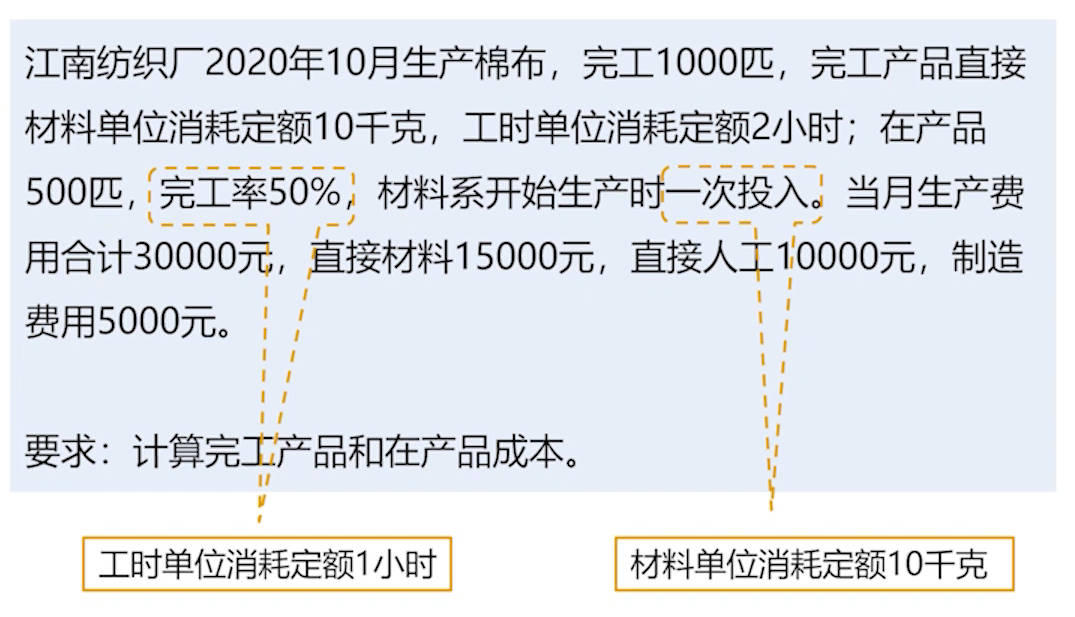 江南纺织厂2020年10月生产棉布，完工1000匹，完工产品直接
材料单位消耗定额10千克，工时单位消耗定额2小时；在产品
500匹，完工率50%，材料系开始生产时一次投入。当月生产费
用合计30000元，直接材料15000元，直接人工10000元，制造
费用5000元。
要求：计算完工产品和在产品成本。
工时单位消耗定额1小时
材料单位消耗定额10千克